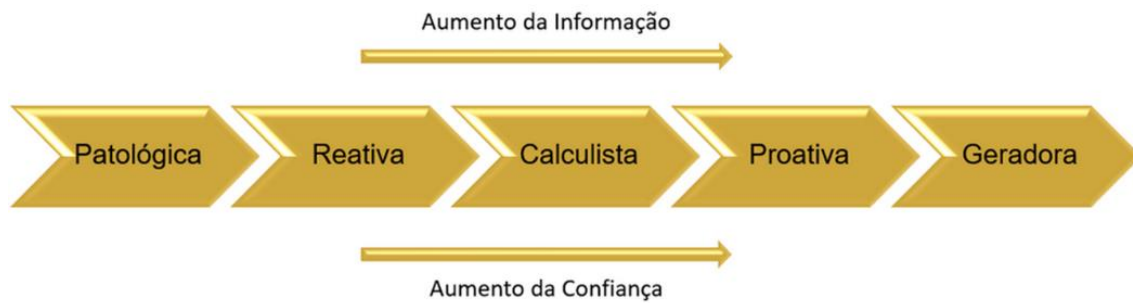 Aumento da Informação
Patológica Reativa Calculista Proativa Geradora
Aumento da Confiança